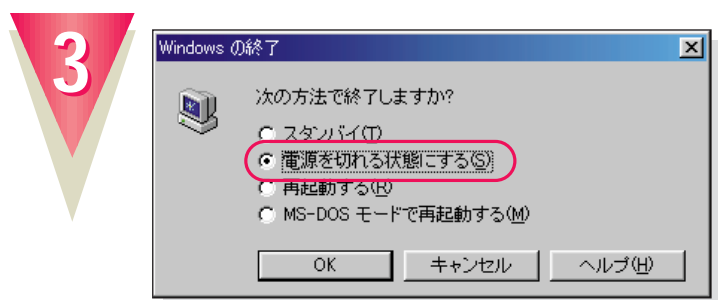 3
Windows の終了
次の方法で終了しますか?
スタンバイ(T)
電源を切れる状態にする(S)
再起動する(R)
MS-DOS モードで再起動する(M)
OK キャンセル ヘルプ(H)